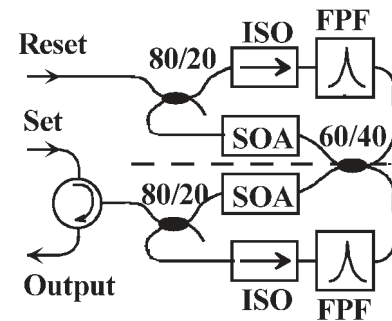 FPF
ISO
Reset
80/20
SOA
60/40
Set
80/20
SOA
Output
ISO
FPF